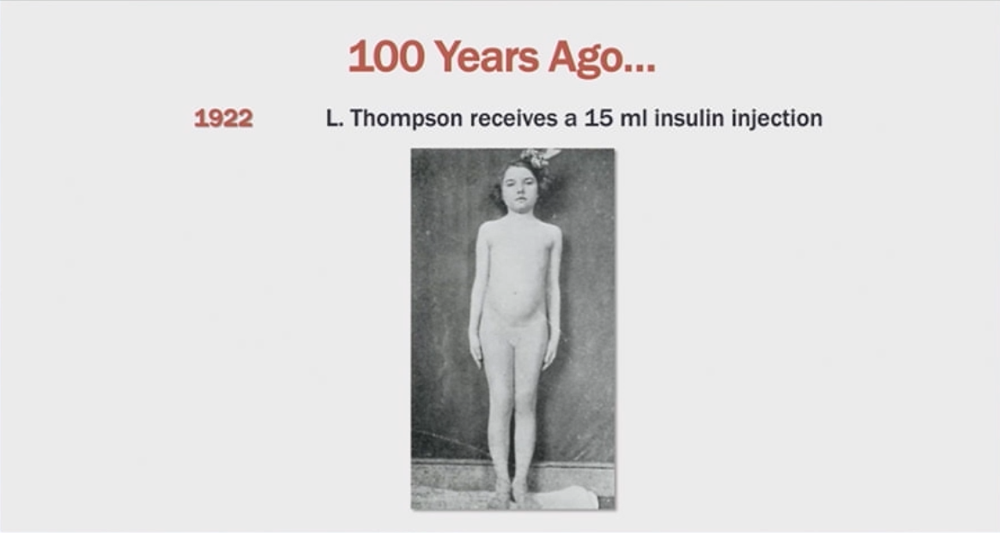 100 Years Ago...
1922 L. Thompson receives a 15 ml insulin injection